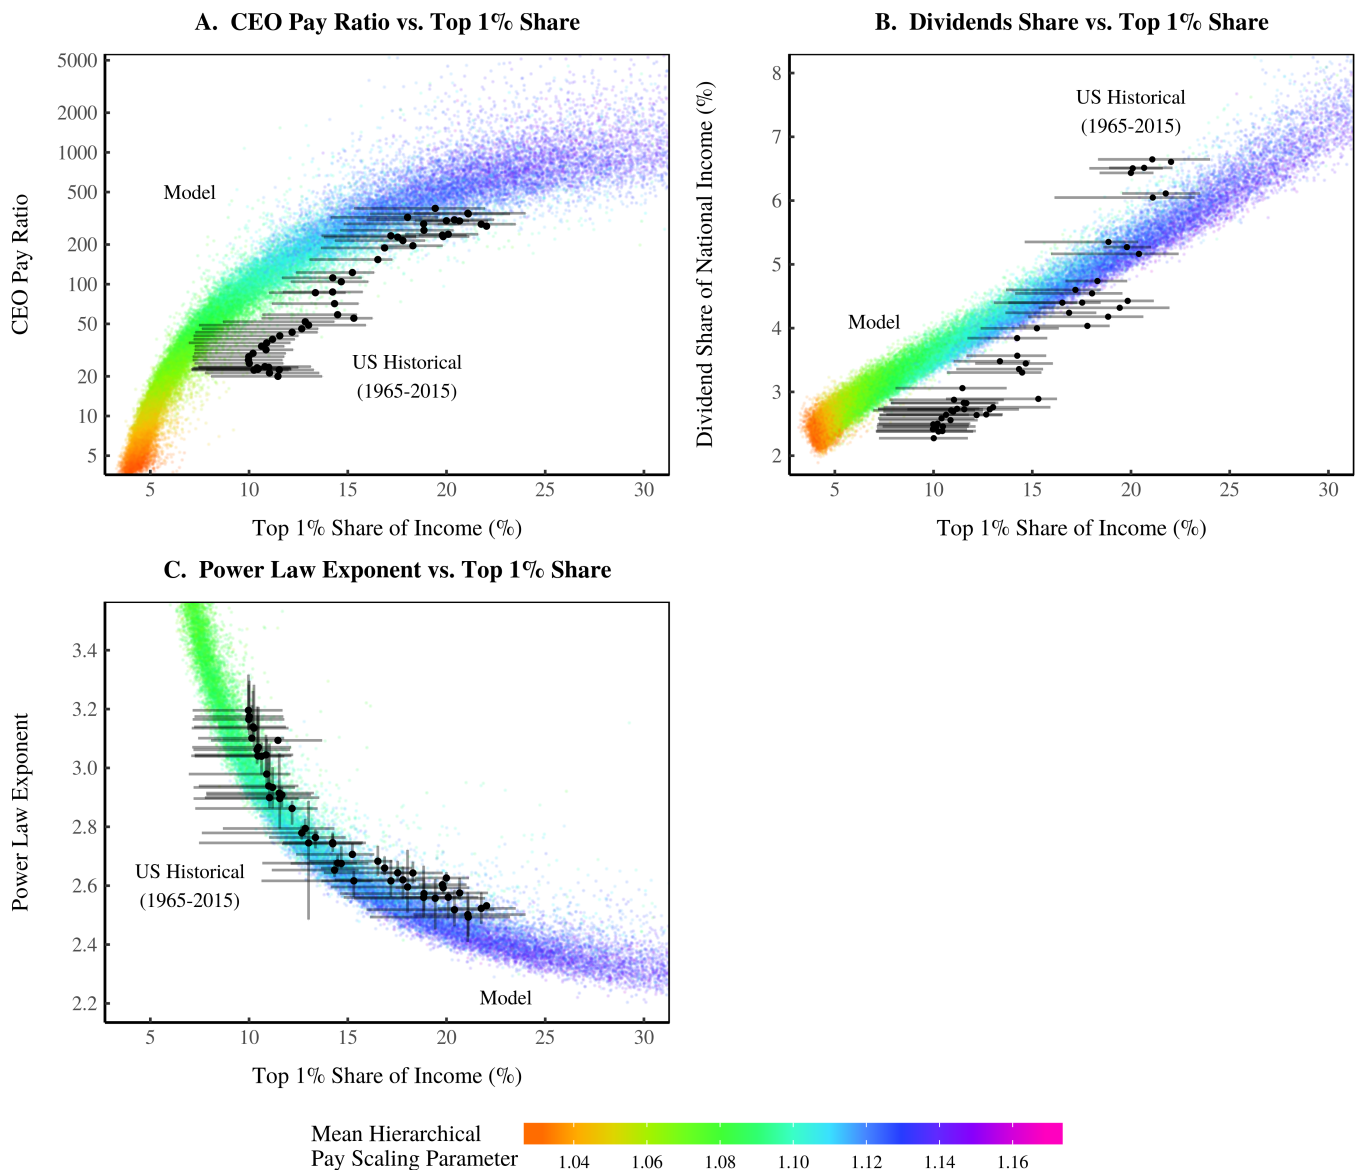 A. CEO Pay Ratio vs. Top 1% Share
CEO Pay Ratio
5000
2000
1000
500
200
100
50
20
10
5
Model
US Historical
(1965-2015)
5 10 15 20 25 30
Top 1% Share of Income (%)
B. Dividends Share vs. Top 1% Share
Dividend Share of National Income (%)
8
7
6
5
4
3
2
US Historical
(1965-2015)
Model
5 10 15 20 25 30
Top 1% Share of Income (%)
C. Power Law Exponent vs. Top 1% Share
Power Law Exponent
3.4
3.2
3.0
2.8
2.6
2.4
2.2
US Historical
(1965-2015)
Model
5 10 15 20 25 30
Top 1% Share of Income (%)
Mean Hierarchical
Pay Scaling Parameter
1.04 1.06 1.08 1.10 1.12 1.14 1.16